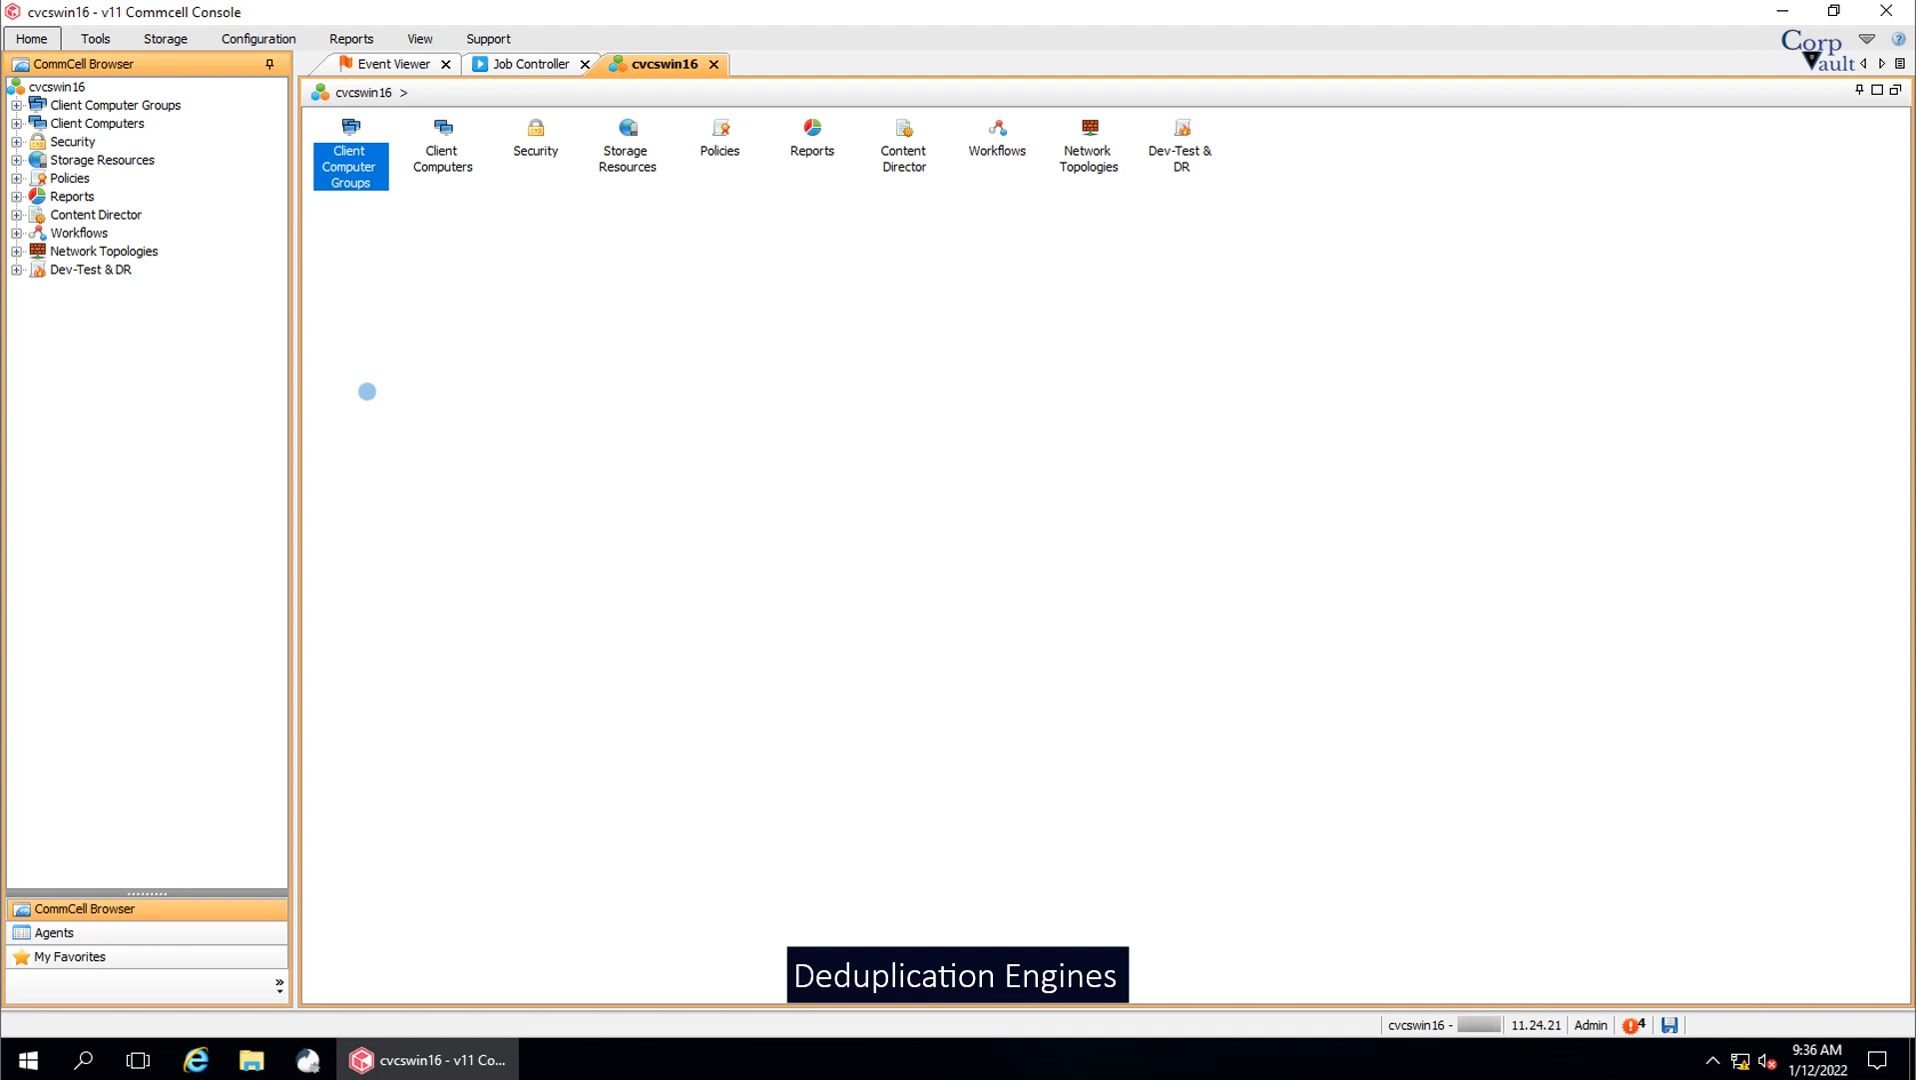 cvcswin16 - v11 Commcell Console
Home Tools Storage Configuration Reports View Support
Corp Vault
CommCell Browser
Event Viewer Job Controller cvcswin16
cvcswin16
Client Computer Groups
Client Computers
Security
Storage Resources
Policies
Reports
Content Director
Workflows
Network Topologies
Dev-Test & DR
cvcswin16 >
Client Computer Groups
Client Computers
Security
Storage Resources
Policies
Reports
Content Director
Workflows
Network Topologies
Dev-Test & DR
CommCell Browser
Agents
My Favorites
Deduplication Engines
cvcswin16 - 11.24.21 Admin 4
cvcswin16 - v11 Co...
9:36 AM
1/12/2022